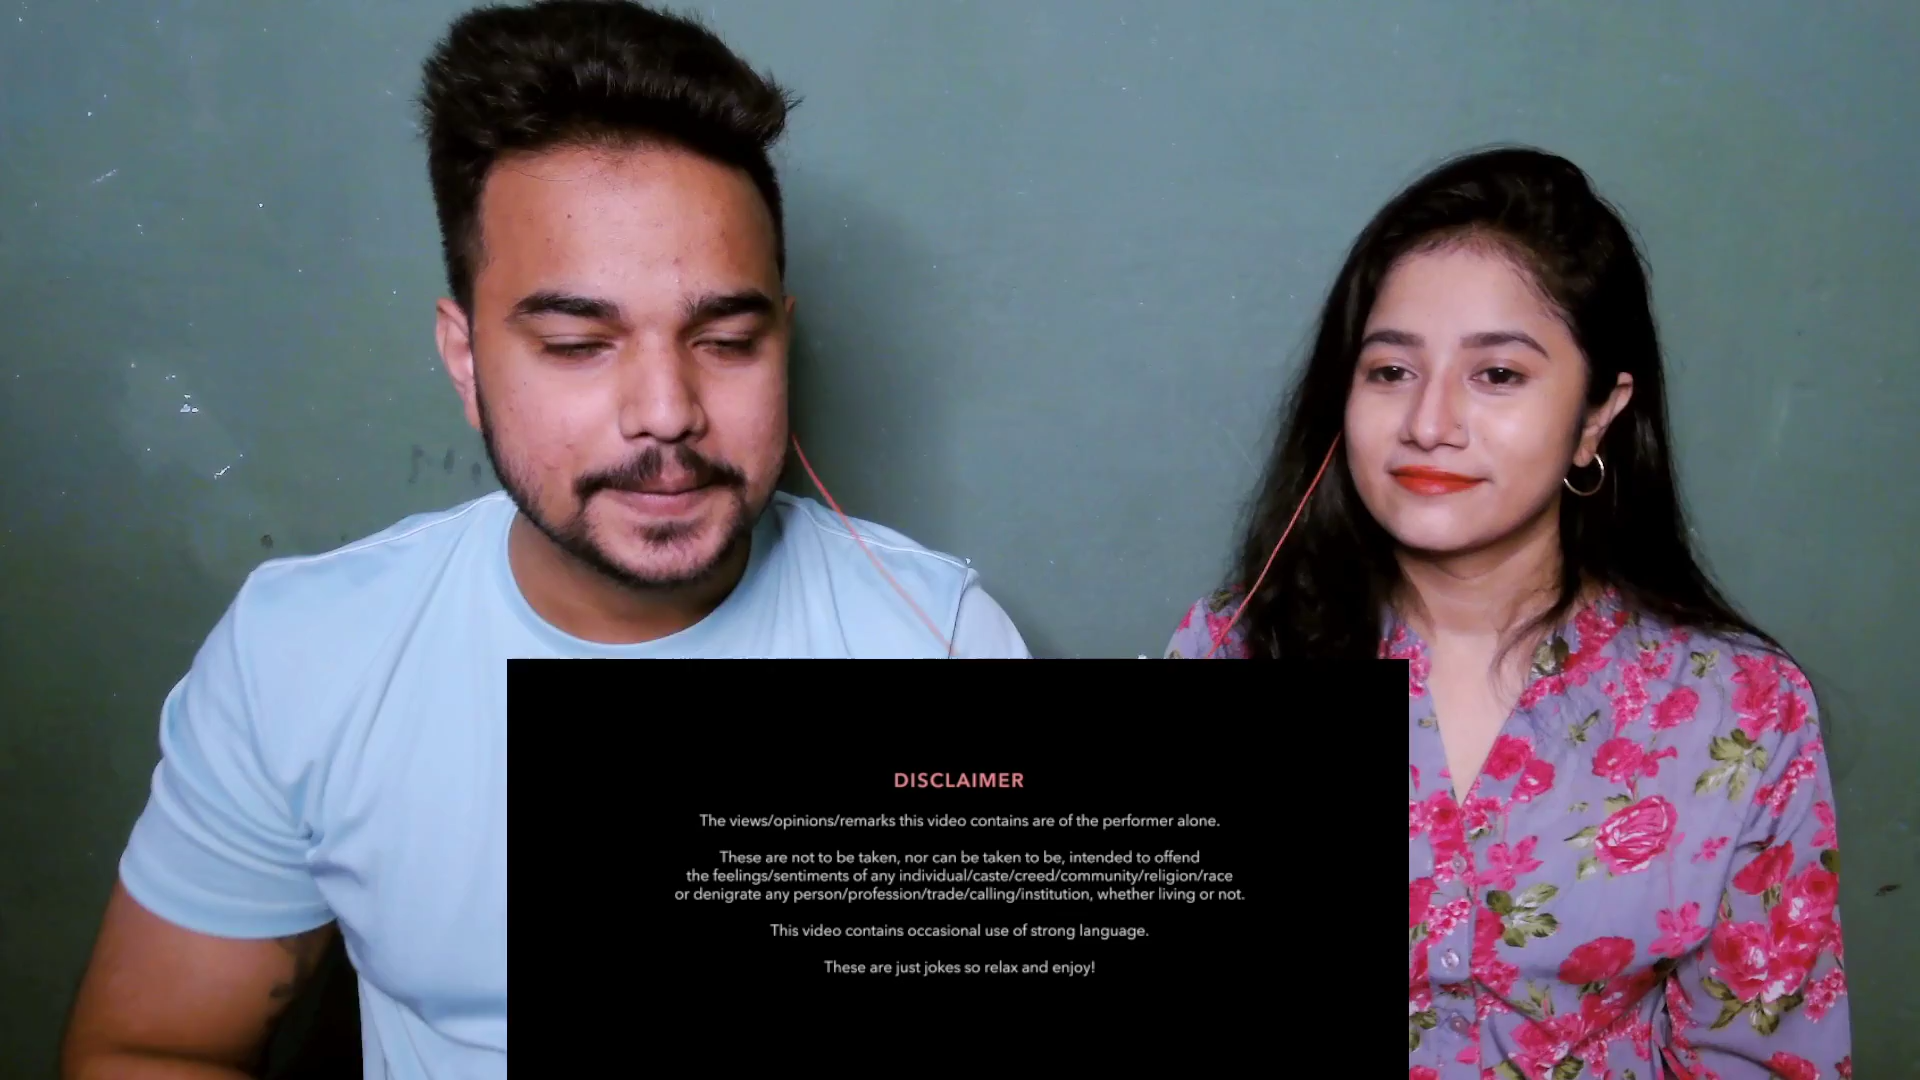 DISCLAIMER
The views/opinions/remarks this video contains are of the performer alone.
These are not to be taken, nor can be taken to be, intended to offend
the feelings/sentiments of any individual/caste/creed/community/religion/race
or denigrate any person/profession/trade/calling/institution, whether living or not.
This video contains occasional use of strong language.
These are just jokes so relax and enjoy!